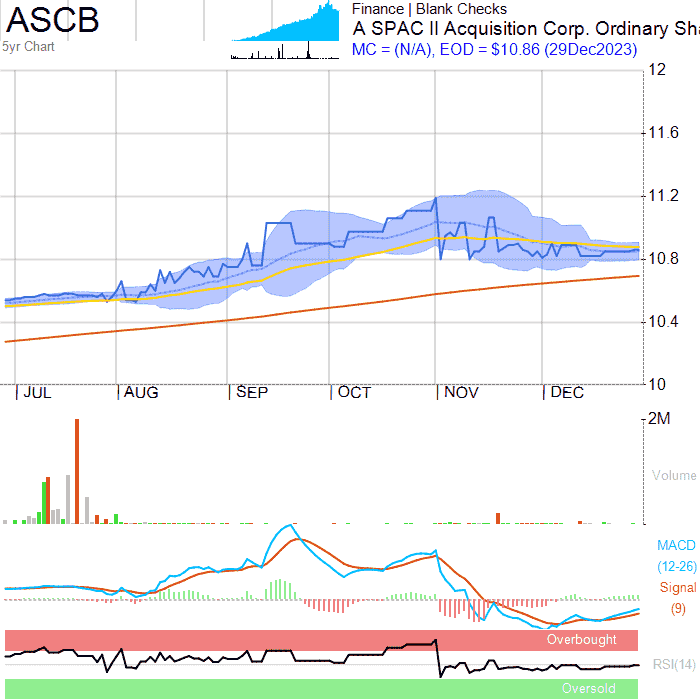 ASCB
5yr Chart
Finance | Blank Checks
A SPAC II Acquisition Corp. Ordinary Sha
MC = (N/A), EOD = $10.86 (29Dec2023)
12
11.6
11.2
10.8
10.4
10
JUL AUG SEP OCT NOV DEC
2M
Volume
MACD
(12-26)
Signal
(9)
Overbought
RSI(14)
Oversold